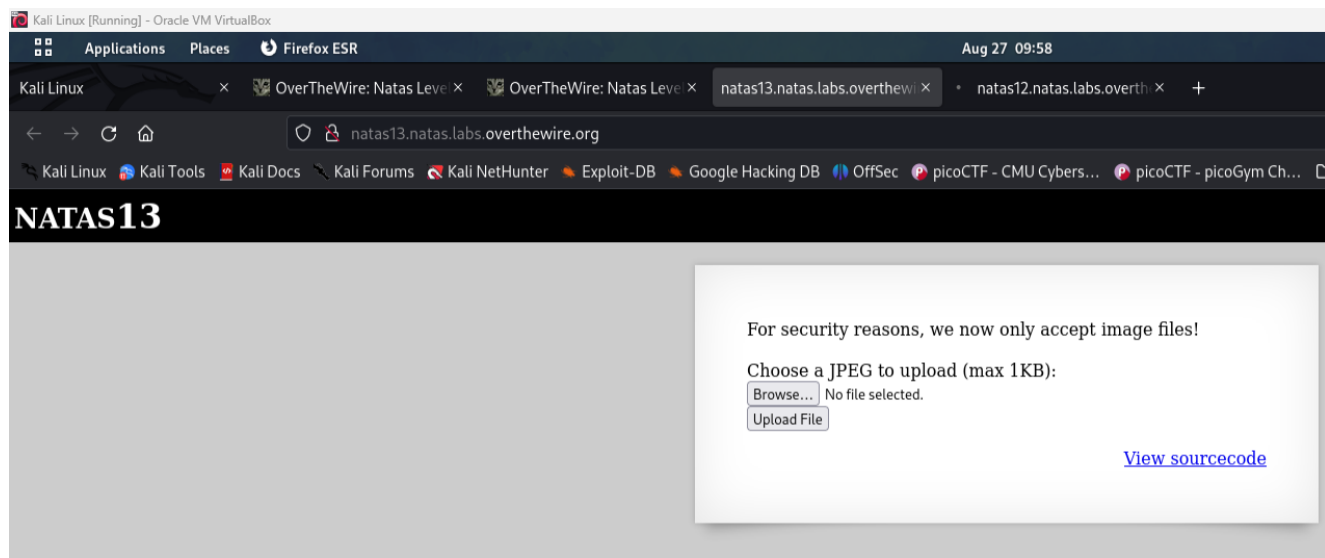 Kali Linux [Running] - Oracle VM VirtualBox
Applications Places Firefox ESR Aug 27 09:58
Kali Linux × OverTheWire: Natas Level × OverTheWire: Natas Level × natas13.natas.labs.overthewi × • natas12.natas.labs.overth × +
natas13.natas.labs.overthewire.org
Kali Linux Kali Tools Kali Docs Kali Forums Kali NetHunter Exploit-DB Google Hacking DB OffSec picoCTF - CMU Cybers... picoCTF - picoGym Ch...
NATAS13
For security reasons, we now only accept image files!
Choose a JPEG to upload (max 1KB):
Browse... No file selected.
Upload File
View sourcecode